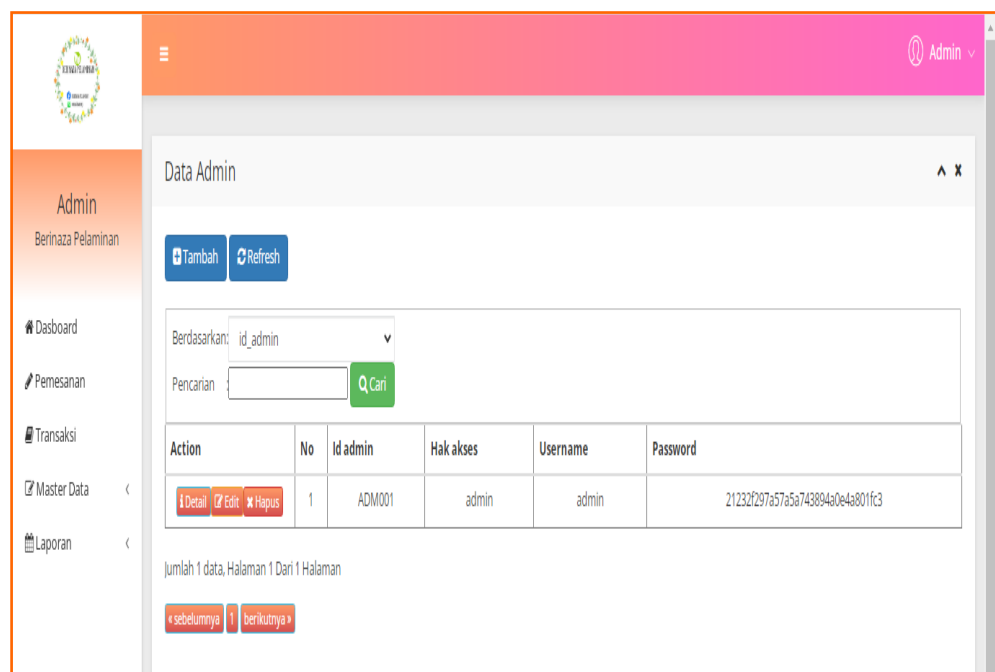 Admin
Data Admin
Admin
Berinaza Pelaminan
Tambah Refresh
Dasboard
Pemesanan
Transaksi
Master Data
Laporan
Berdasarkan: id_admin
Pencarian : Cari
Action No Id admin Hak akses Username Password
Detail Edit Hapus 1 ADM001 admin admin 21232f297a57a5a743894a0e4a801fc3
Jumlah 1 data, Halaman 1 Dari 1 Halaman
« sebelumnya 1 berikutnya »